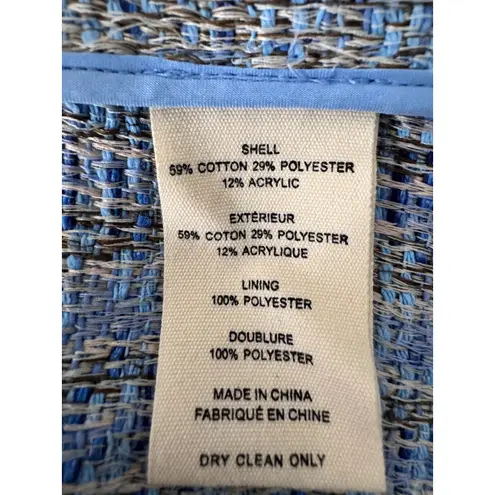 SHELL
59% COTTON 29% POLYESTER
12% ACRYLIC
EXTÉRIEUR
59% COTON 29% POLYESTER
12% ACRYLIQUE
LINING
100% POLYESTER
DOUBLURE
100% POLYESTER
MADE IN CHINA
FABRIQUÉ EN CHINE
DRY CLEAN ONLY